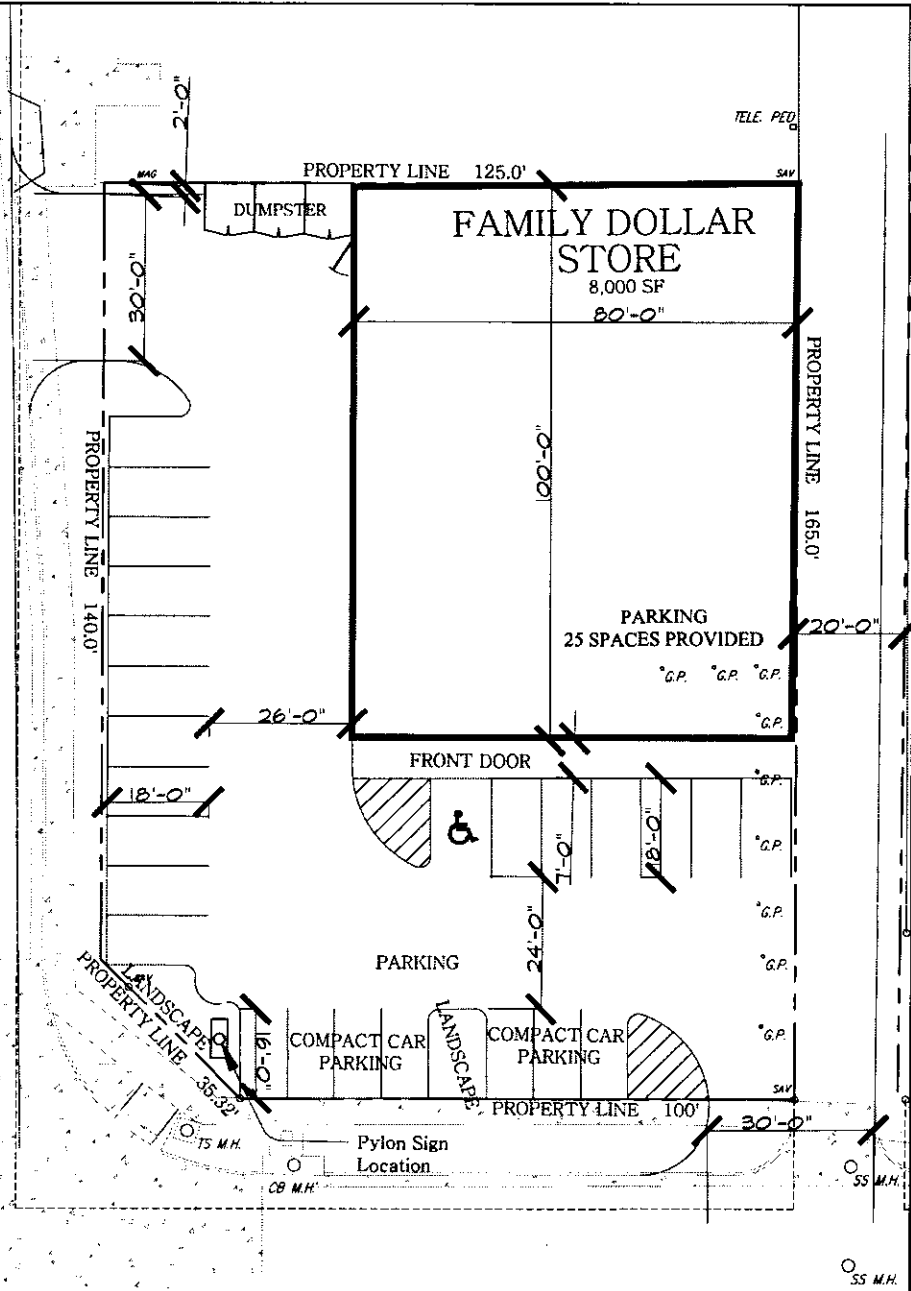 2'-0"
TELE. PED
MAG
PROPERTY LINE 125.0'
SAV
DUMPSTER
FAMILY DOLLAR
STORE
8,000 SF
80'-0"
30'-0"
PROPERTY LINE 165.0'
PROPERTY LINE 140.0'
100'-0"
PARKING
25 SPACES PROVIDED
20'-0"
G.P. G.P. G.P.
G.P.
26'-0"
FRONT DOOR
G.P.
18'-0"
7'-0"
18'-0"
G.P.
G.P.
24'-0"
PARKING
G.P.
LANDSCAPE
PROPERTY LINE 35.32'
16'-0"
COMPACT CAR
PARKING
LANDSCAPE
COMPACT CAR
PARKING
G.P.
SAV
PROPERTY LINE 100'
30'-0"
TS M.H.
Pylon Sign
Location
CB M.H.
SS M.H.
SS M.H.